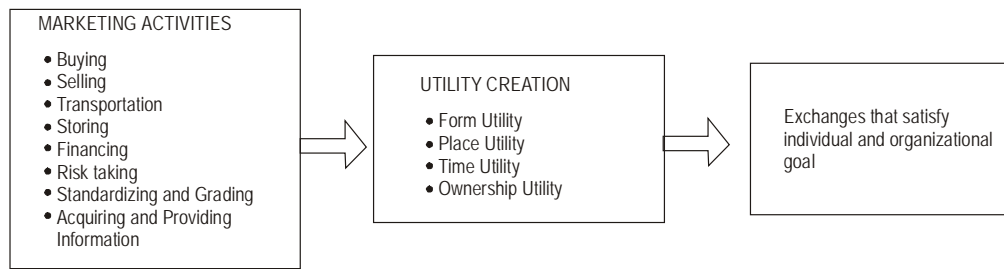 MARKETING ACTIVITIES
• Buying
• Selling
• Transportation
• Storing
• Financing
• Risk taking
• Standardizing and Grading
• Acquiring and Providing
Information
UTILITY CREATION
• Form Utility
• Place Utility
• Time Utility
• Ownership Utility
Exchanges that satisfy
individual and organizational
goal